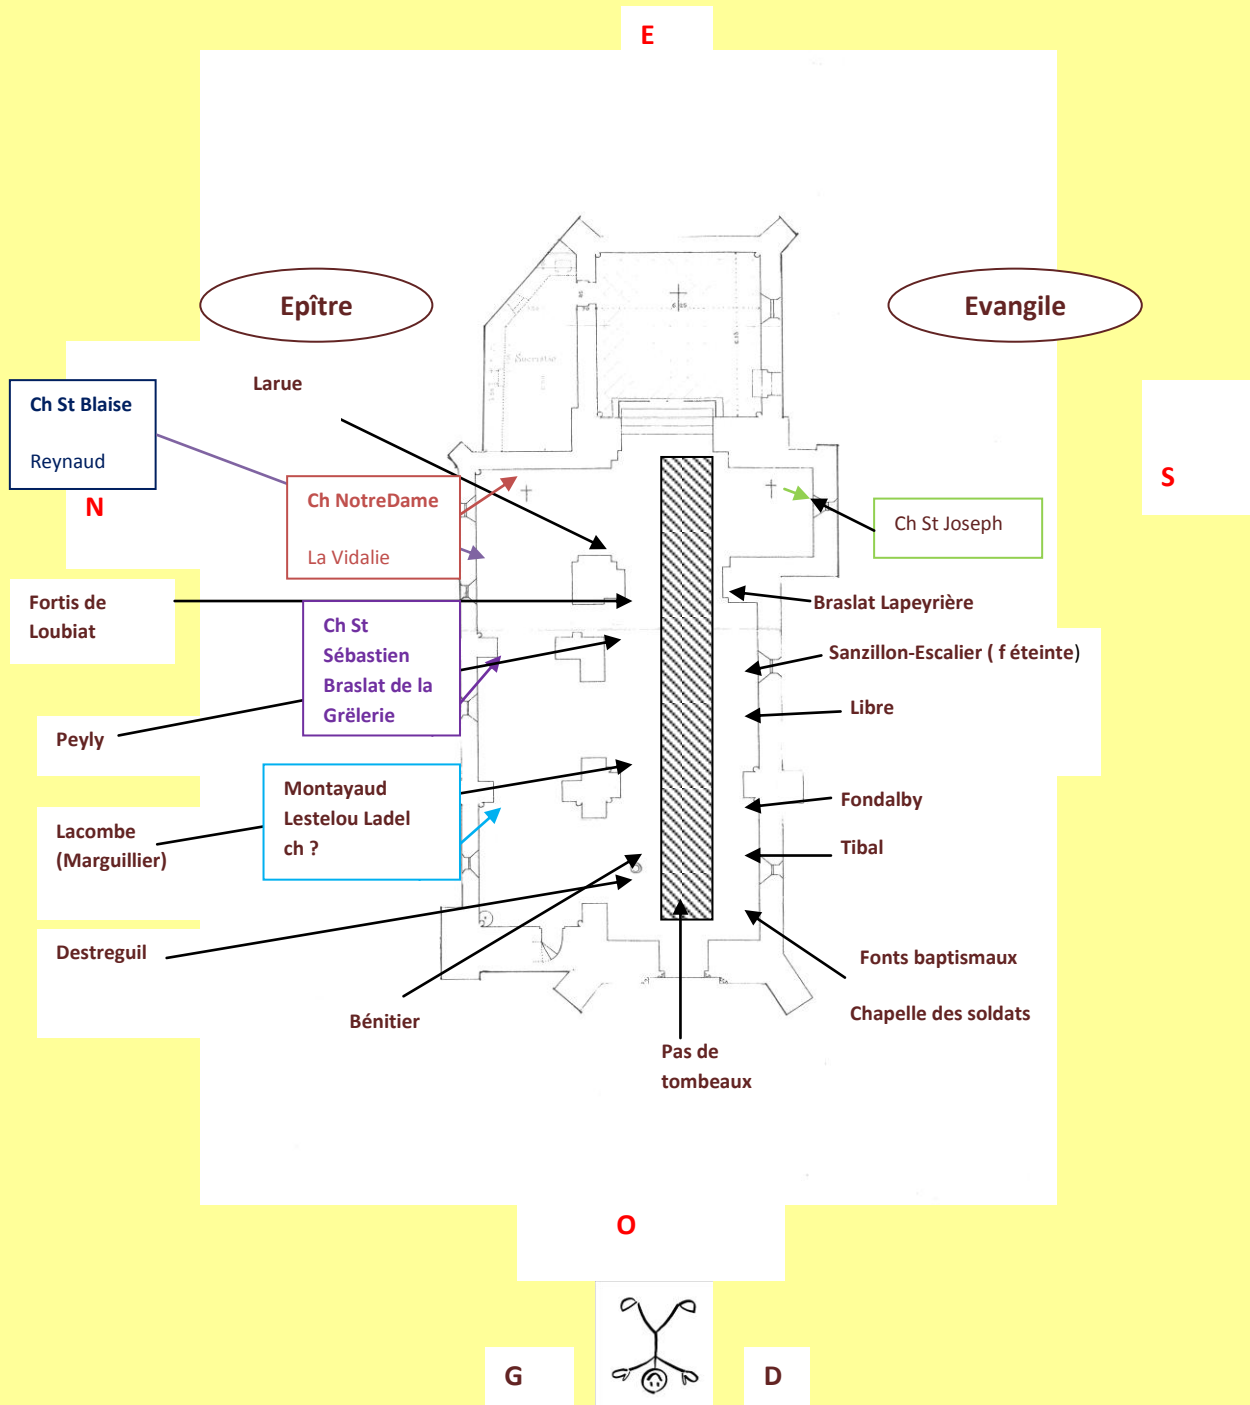 E
Epître
Evangile
Sacristie
Larue
Ch St Blaise
Reynaud
N
S
Ch NotreDame
La Vidalie
Ch St Joseph
Fortis de
Loubiat
Braslat Lapeyrière
Ch St
Sébastien
Braslat de la
Grëlerie
Sanzillon-Escalier ( f éteinte)
Libre
Peyly
Montayaud
Lestelou Ladel
ch ?
Fondalby
Lacombe
(Marguillier)
Tibal
Destreguil
Fonts baptismaux
Bénitier
Chapelle des soldats
Pas de
tombeaux
O
G
D